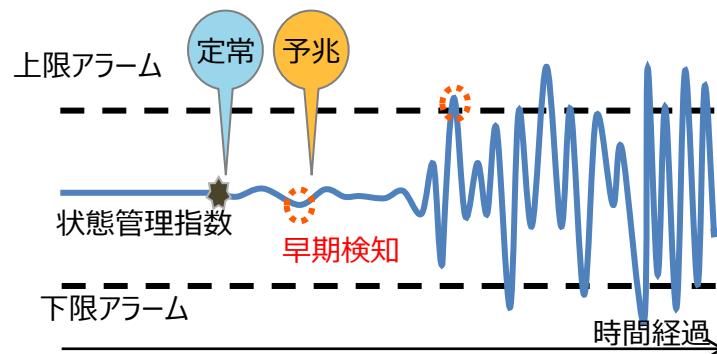 定常
予兆
上限アラーム
状態管理指数
早期検知
下限アラーム
時間経過